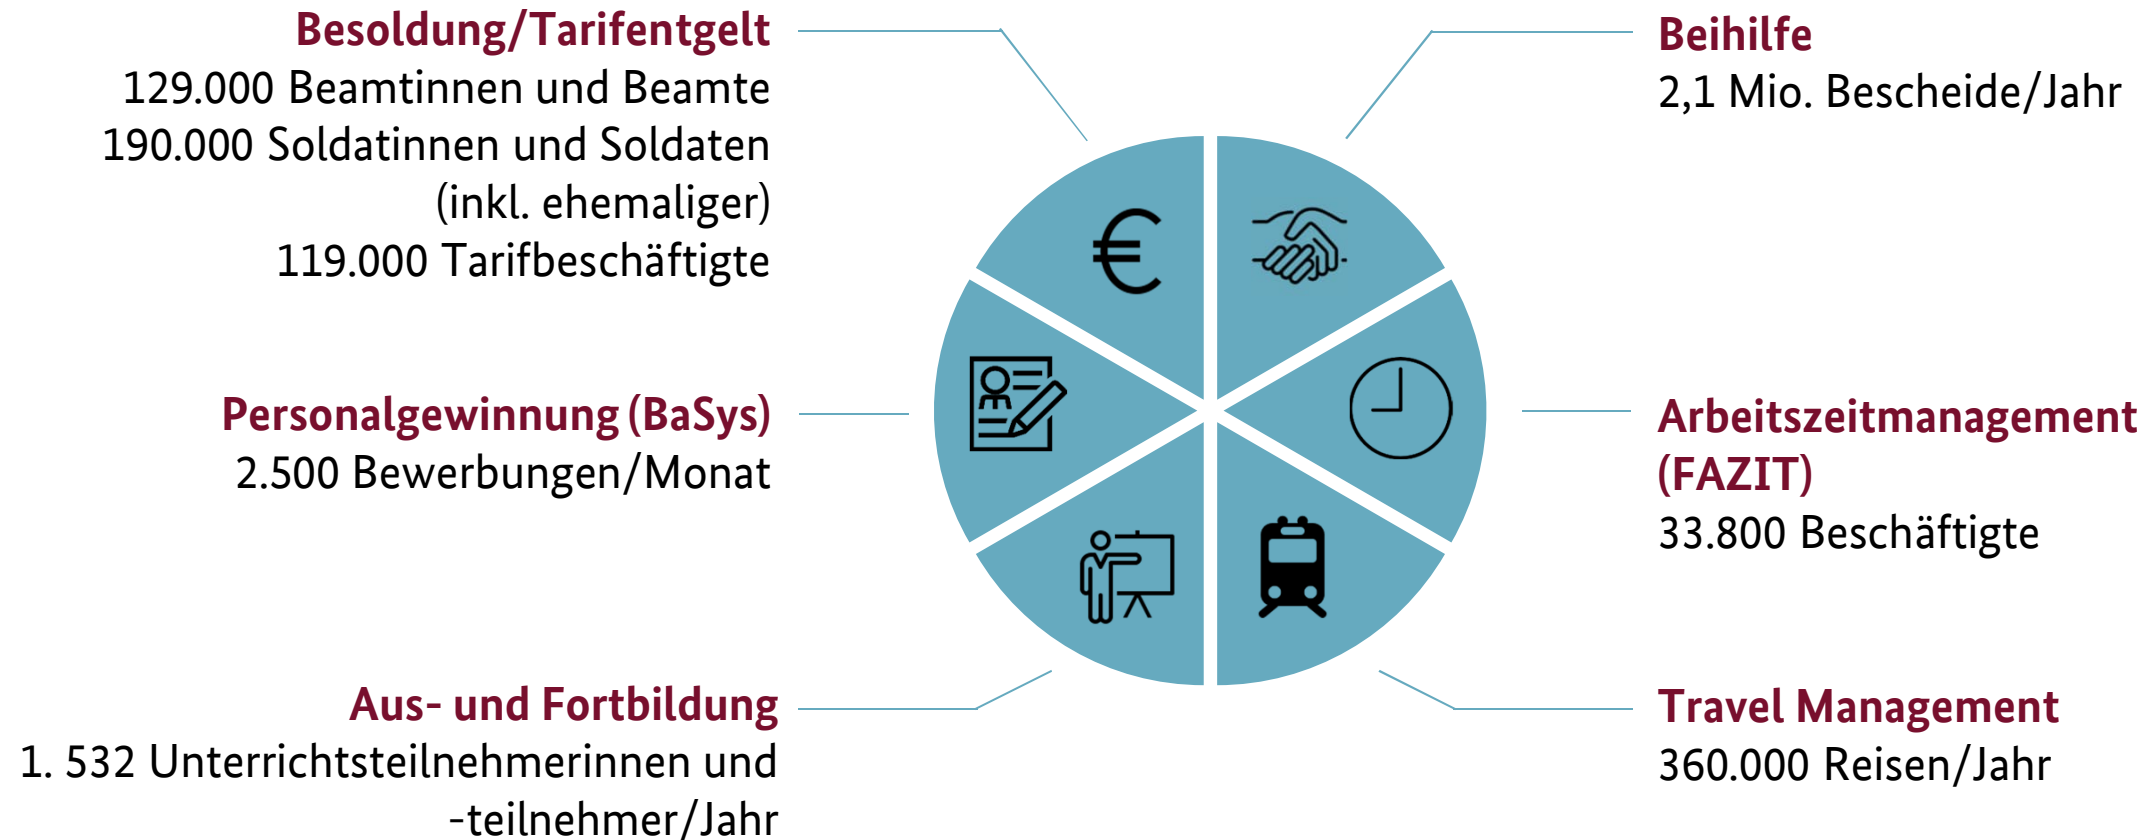 Besoldung/Tarifentgelt
129.000 Beamtinnen und Beamte
190.000 Soldatinnen und Soldaten
(inkl. ehemaliger)
119.000 Tarifbeschäftigte
Beihilfe
2,1 Mio. Bescheide/Jahr
€
Personalgewinnung (BaSys)
2.500 Bewerbungen/Monat
Arbeitszeitmanagement
(FAZIT)
33.800 Beschäftigte
Aus- und Fortbildung
1. 532 Unterrichtsteilnehmerinnen und
-teilnehmer/Jahr
Travel Management
360.000 Reisen/Jahr